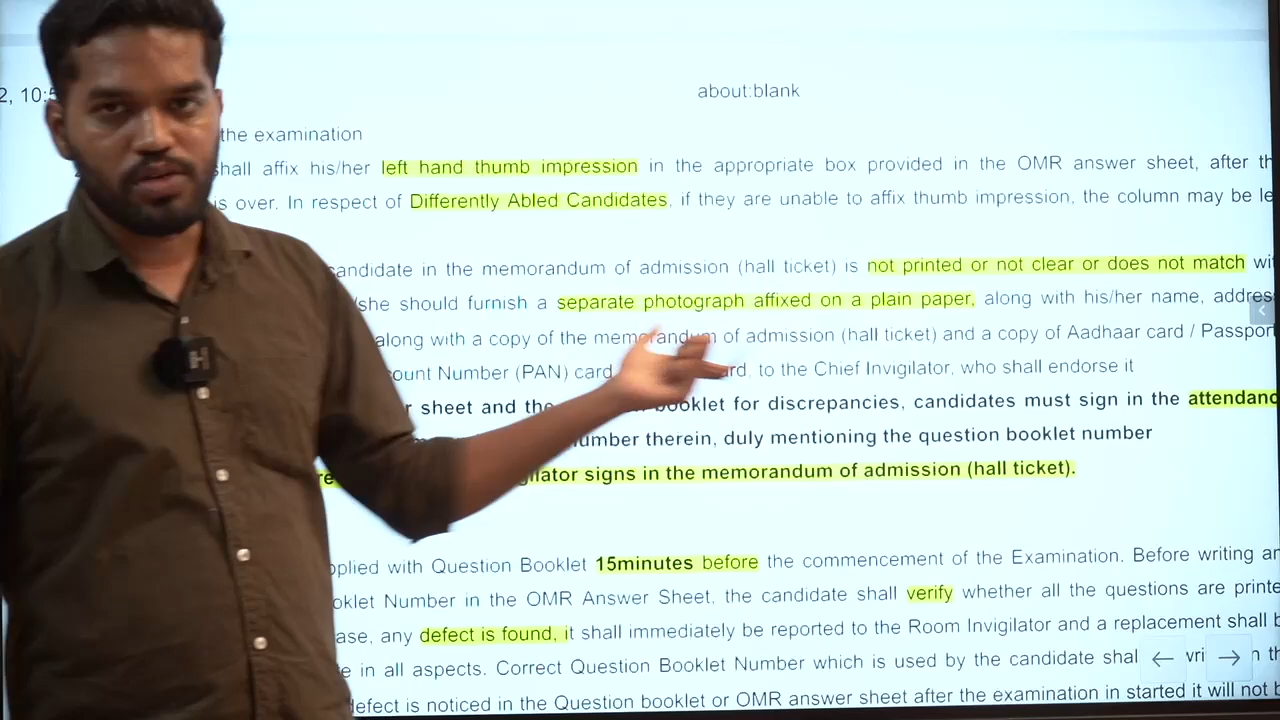 2, 10:5
about:blank
the examination
shall affix his/her left hand thumb impression in the appropriate box provided in the OMR answer sheet, after th
is over. In respect of Differently Abled Candidates, if they are unable to affix thumb impression, the column may be le
candidate in the memorandum of admission (hall ticket) is not printed or not clear or does not match wit
/she should furnish a separate photograph affixed on a plain paper, along with his/her name, addres
along with a copy of the memorandum of admission (hall ticket) and a copy of Aadhaar card / Passport
ount Number (PAN) card rd, to the Chief Invigilator, who shall endorse it
r sheet and the booklet for discrepancies, candidates must sign in the attendanc
umber therein, duly mentioning the question booklet number
re ilator signs in the memorandum of admission (hall ticket).
pplied with Question Booklet 15minutes before the commencement of the Examination. Before writing an
oklet Number in the OMR Answer Sheet, the candidate shall verify whether all the questions are printe
ase, any defect is found, it shall immediately be reported to the Room Invigilator and a replacement shall b
e in all aspects. Correct Question Booklet Number which is used by the candidate shal wri n th
defect is noticed in the Question booklet or OMR answer sheet after the examination in started it will not b